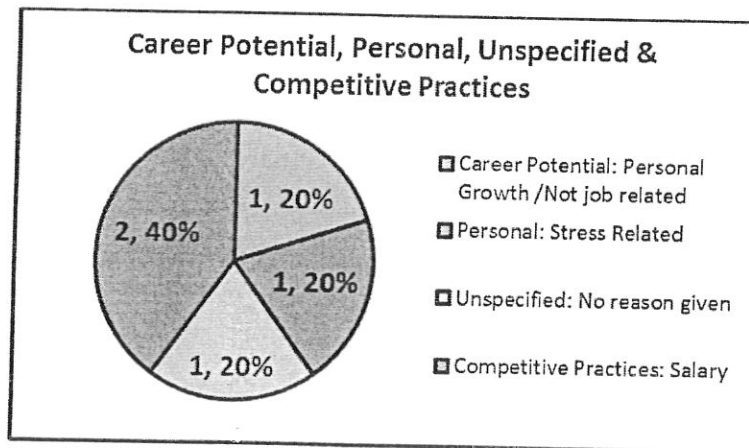 Career Potential, Personal, Unspecified &
Competitive Practices
1, 20%
2, 40%
1, 20%
1, 20%
Career Potential: Personal
Growth /Not job related
Personal: Stress Related
Unspecified: No reason given
Competitive Practices: Salary